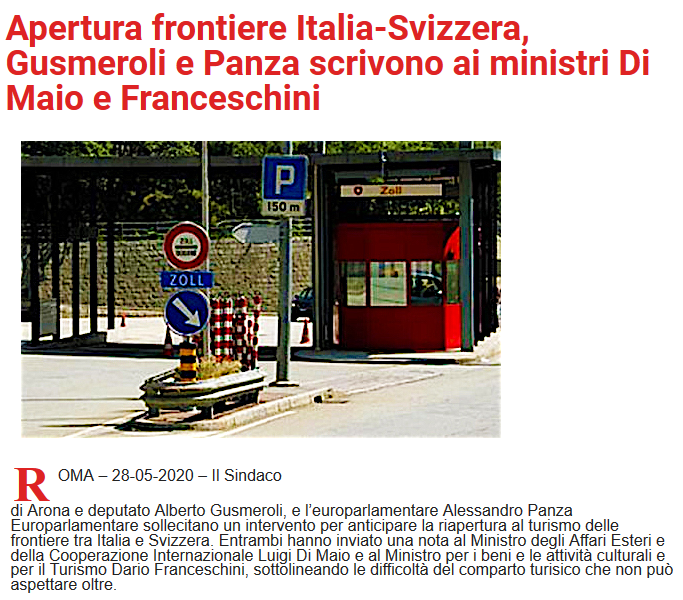 Apertura frontiere Italia-Svizzera,
Gusmeroli e Panza scrivono ai ministri Di
Maio e Franceschini
P
150 m
Zoll
ZOLL
ROMA – 28-05-2020 – Il Sindaco
di Arona e deputato Alberto Gusmeroli, e l'europarlamentare Alessandro Panza
Europarlamentare sollecitano un intervento per anticipare la riapertura al turismo delle
frontiere tra Italia e Svizzera. Entrambi hanno inviato una nota al Ministro degli Affari Esteri e
della Cooperazione Internazionale Luigi Di Maio e al Ministro per i beni e le attività culturali e
per il Turismo Dario Franceschini, sottolineando le difficoltà del comparto turisico che non può
aspettare oltre.